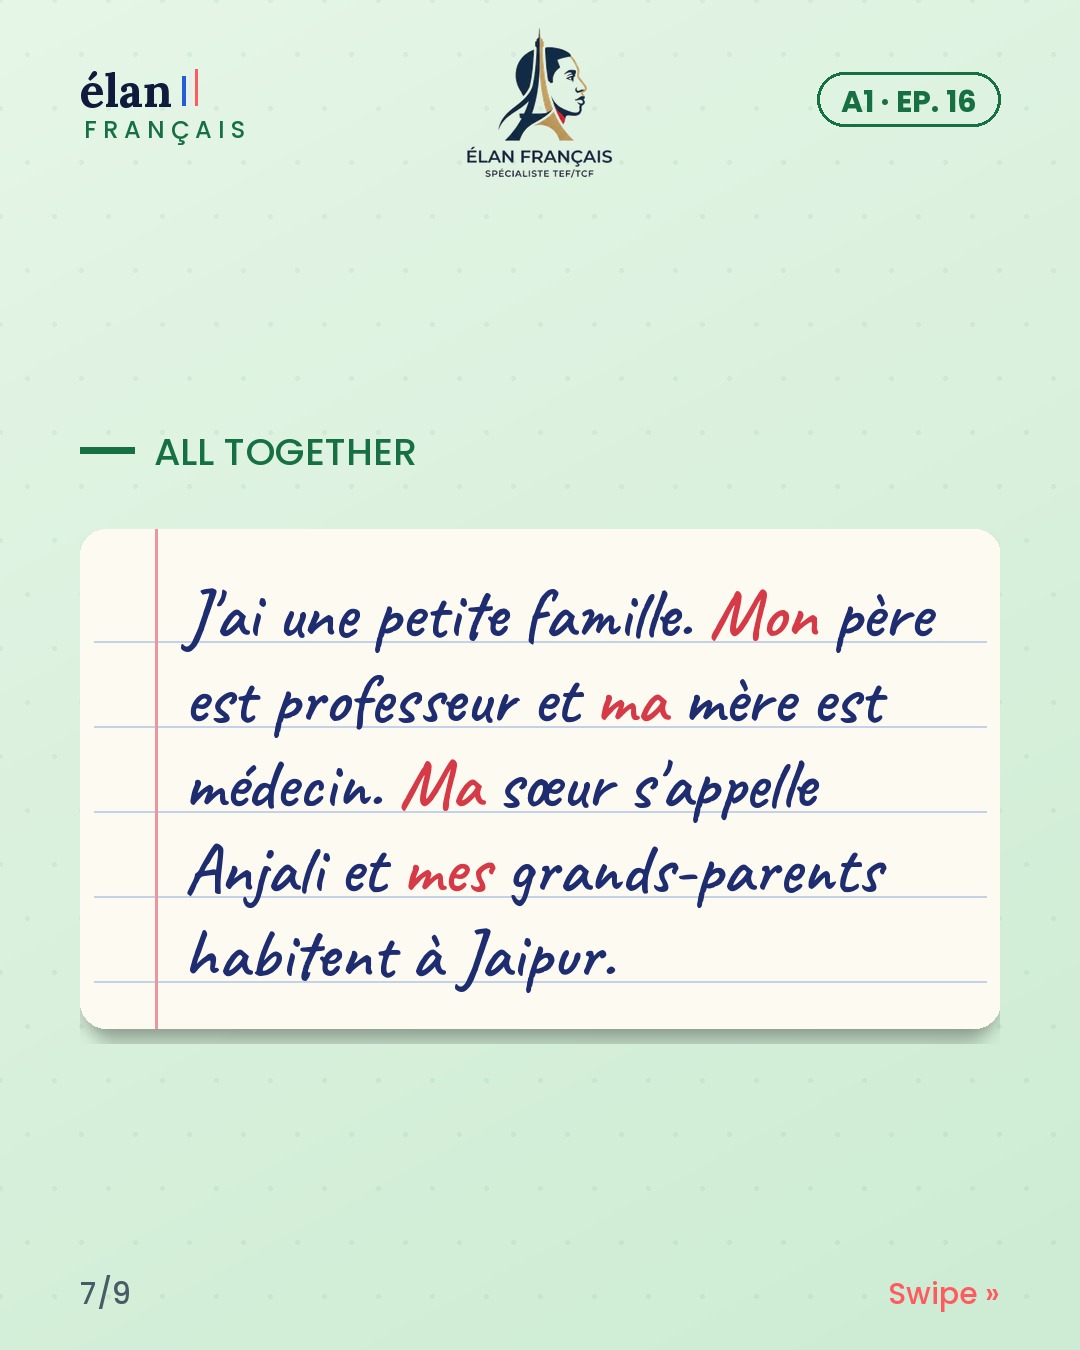 élan
FRANÇAIS
ÉLAN FRANÇAIS
SPÉCIALISTE TEF/TCF
A1 · EP. 16
ALL TOGETHER
J'ai une petite famille. Mon père
est professeur et ma mère est
médecin. Ma sœur s'appelle
Anjali et mes grands-parents
habitent à Jaipur.
7/9
Swipe »